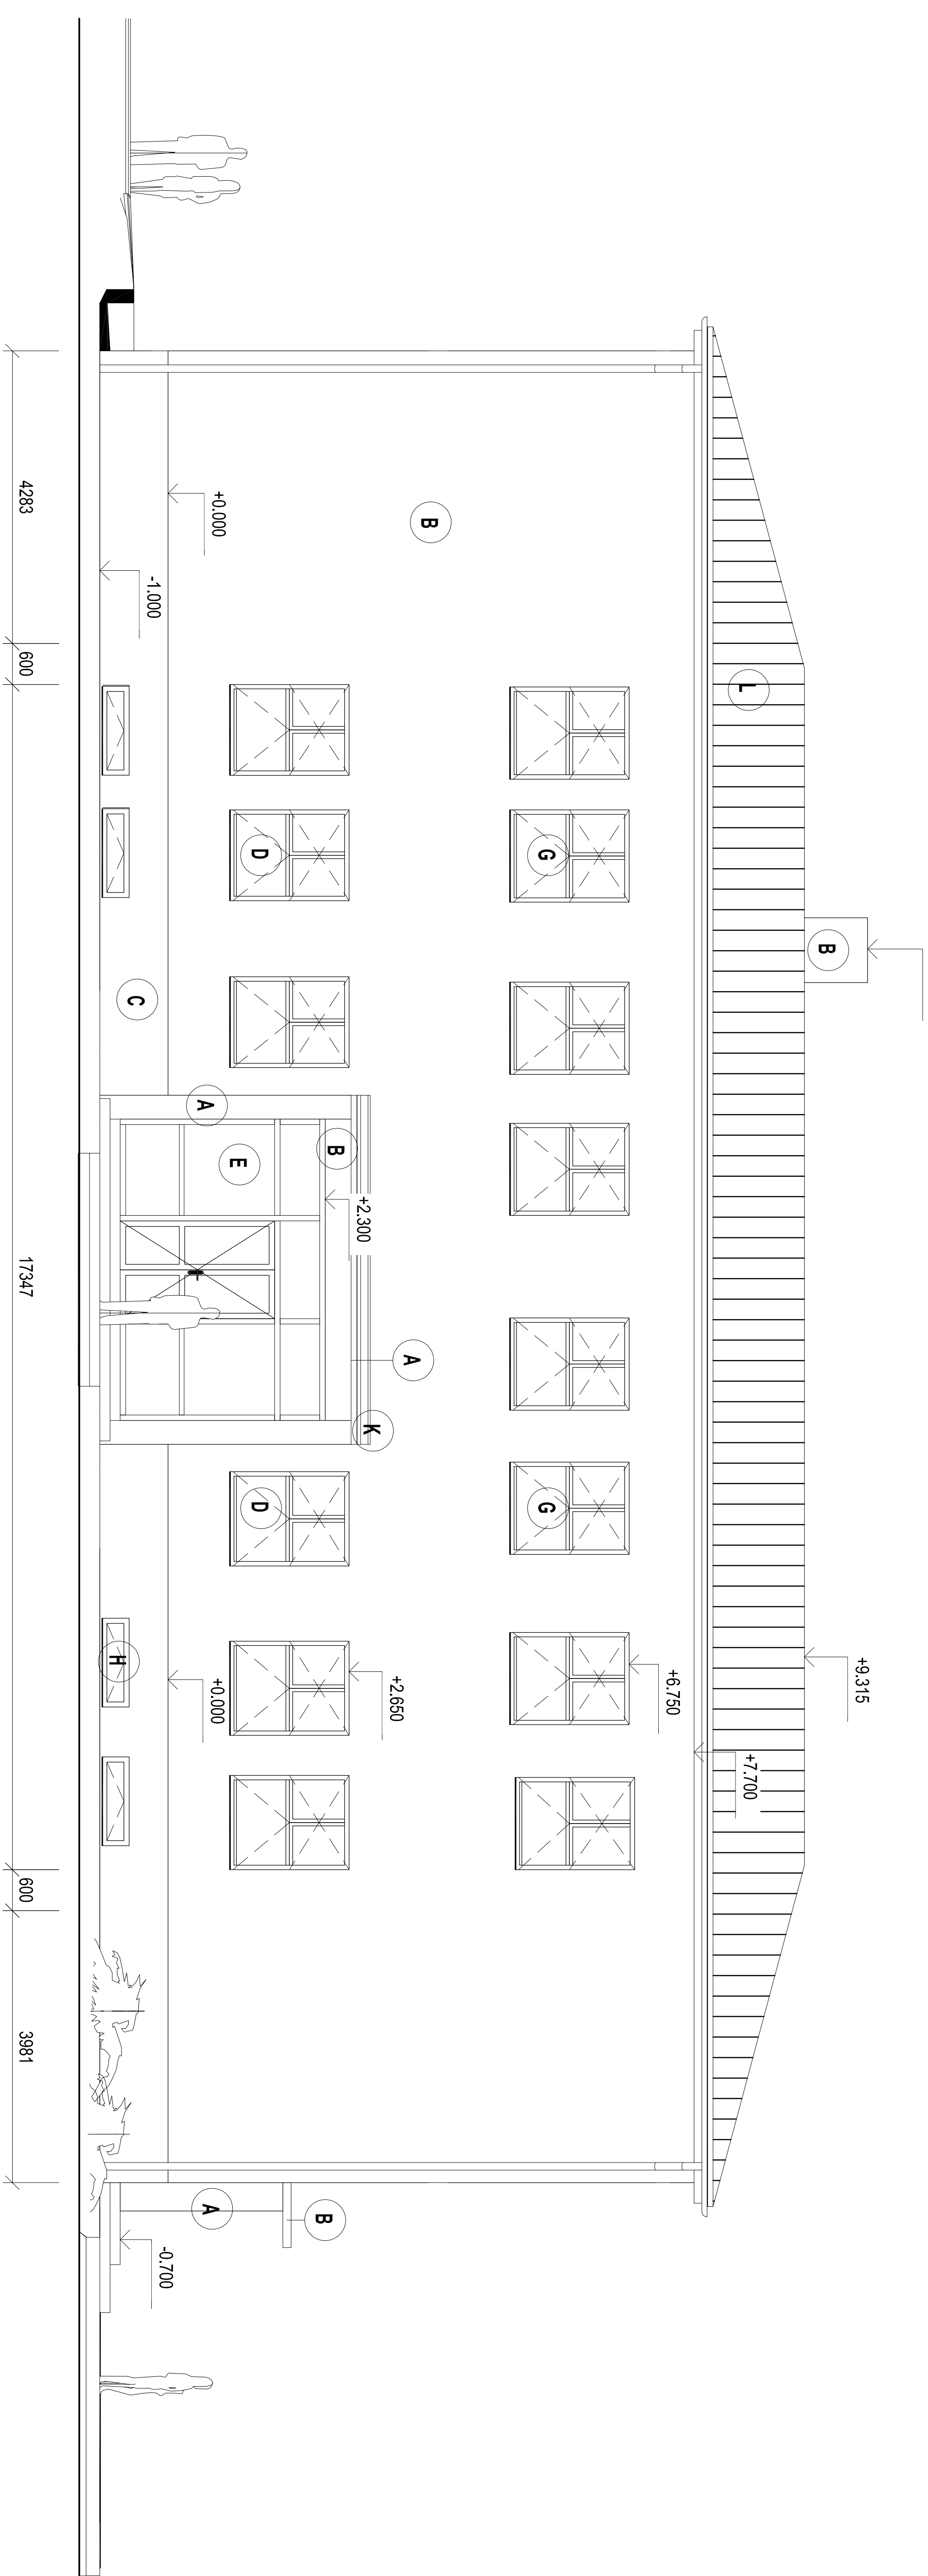 B
+9.315
L
+7.700
+6.750
G
G
B
A
K
+2.650
+2.300
B
B
D
D
E
A
A
+0.000
+0.000
-0.700
-1.000
C
H
4283
600
17347
600
3981